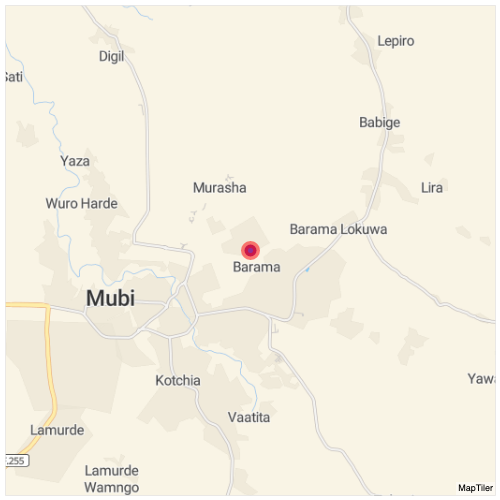 Lepiro
Digil
Sati
Babige
Yaza
Murasha
Lira
Wuro Harde
Barama Lokuwa
Barama
Mubi
Kotchia
Yawa
Vaatita
Lamurde
F.255
Lamurde
Wamngo
MapTiler